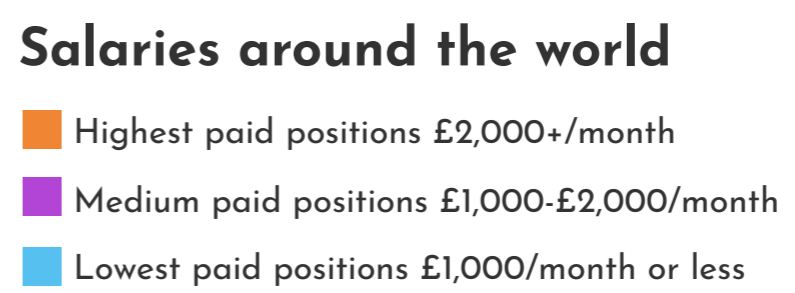 Salaries around the world
Highest paid positions £2,000+/month
Medium paid positions £1,000-£2,000/month
Lowest paid positions £1,000/month or less